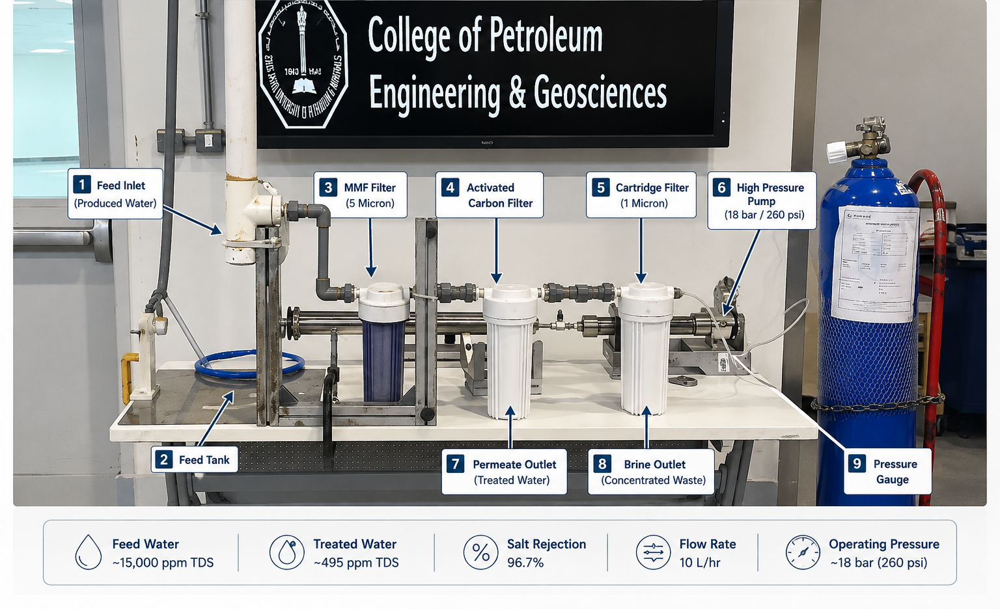 College of Petroleum
Engineering & Geosciences
1 Feed Inlet
(Produced Water)
3 MMF Filter
(5 Micron)
4 Activated
Carbon Filter
5 Cartridge Filter
(1 Micron)
6 High Pressure
Pump
(18 bar / 260 psi)
2 Feed Tank
7 Permeate Outlet
(Treated Water)
8 Brine Outlet
(Concentrated Waste)
9 Pressure
Gauge
Feed Water
~15,000 ppm TDS
Treated Water
~495 ppm TDS
Salt Rejection
96.7%
Flow Rate
10 L/hr
Operating Pressure
~18 bar (260 psi)